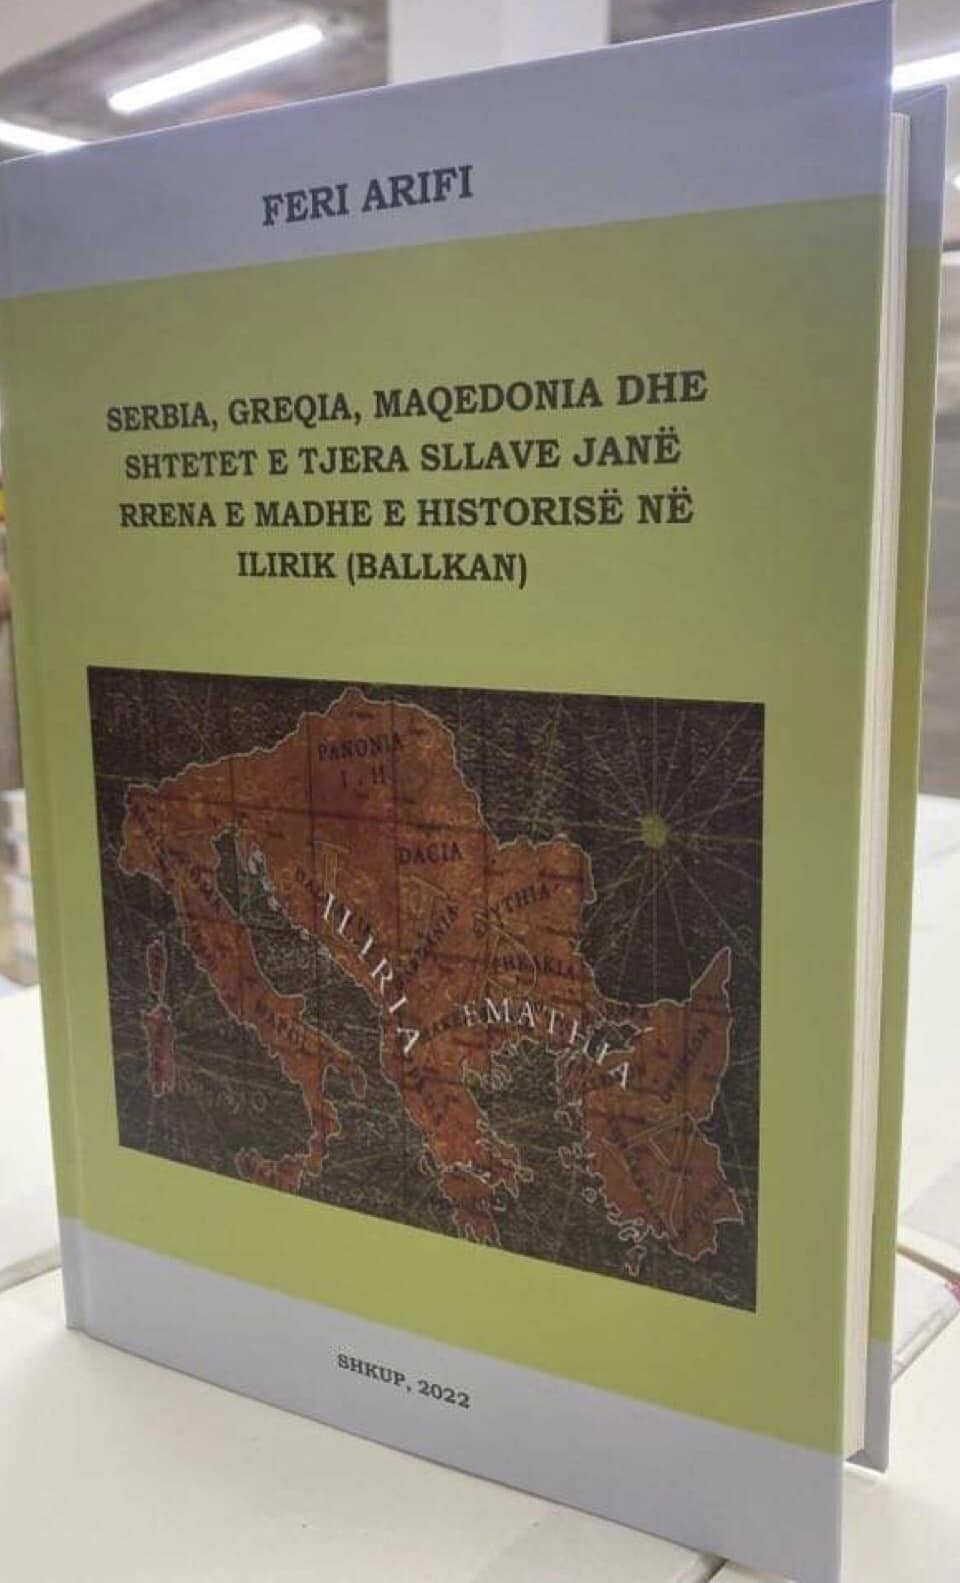 FERI ARIFI
SERBIA, GREQIA, MAQEDONIA DHE
SHTETET E TJERA SLLAVE JANË
RRENA E MADHE E HISTORISË NË
ILIRIK (BALLKAN)
PANONIA
I - II
DACIA
ILIRIA
EMATHIA
SHKUP, 2022